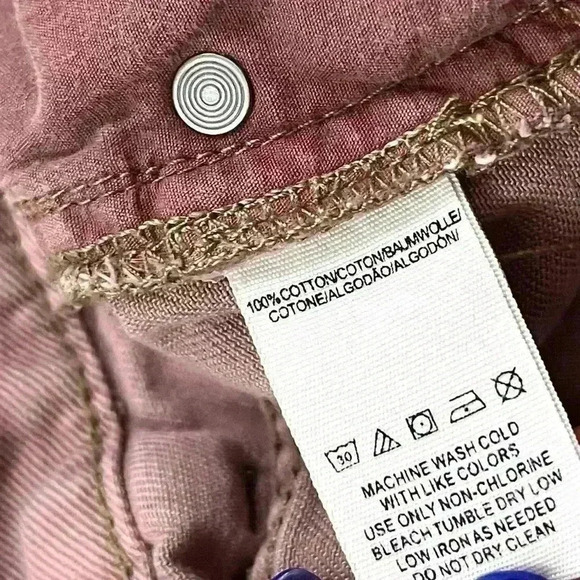 100% COTTON/COTON/BAUMWOLLE/
COTONE/ALGODÃO/ALGODÓN/
30
MACHINE WASH COLD
WITH LIKE COLORS
USE ONLY NON-CHLORINE
BLEACH TUMBLE DRY LOW
LOW IRON AS NEEDED
DO NOT DRY CLEAN